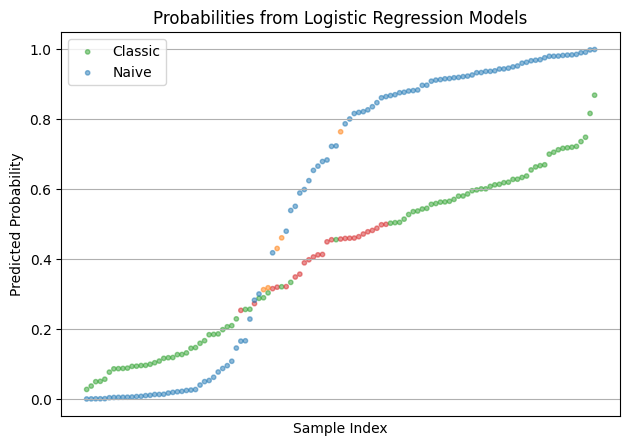 Probabilities from Logistic Regression Models
Classic
Naive
1.0
0.8
0.6
0.4
0.2
0.0
Predicted Probability
Sample Index